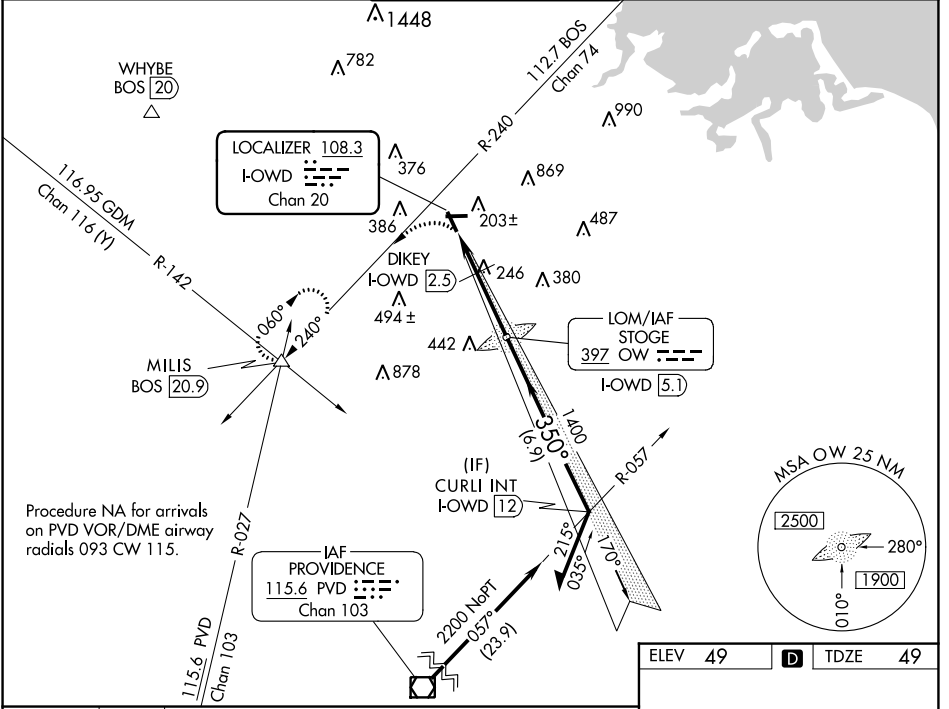 1448
782
WHYBE
BOS 20
112.7 BOS
Chan 74
990
R-240
LOCALIZER 108.3
I-OWD
Chan 20
376
869
116.95 GDM
Chan 116 (Y)
386
203±
487
DIKEY
I-OWD 2.5
246
380
R-142
494 ±
060°
240°
LOM/IAF
STOGE
397 OW
I-OWD 5.1
442
MILIS
BOS 20.9
878
1400
350°
(6.9)
R-057
(IF)
CURLI INT
I-OWD 12
MSA OW 25 NM
2500
280°
1900
010°
Procedure NA for arrivals
on PVD VOR/DME airway
radials 093 CW 115.
R-027
215°
035°
170°
IAF
PROVIDENCE
115.6 PVD
Chan 103
2200 NoPT
057°
(23.9)
115.6 PVD
Chan 103
ELEV 49 D TDZE 49